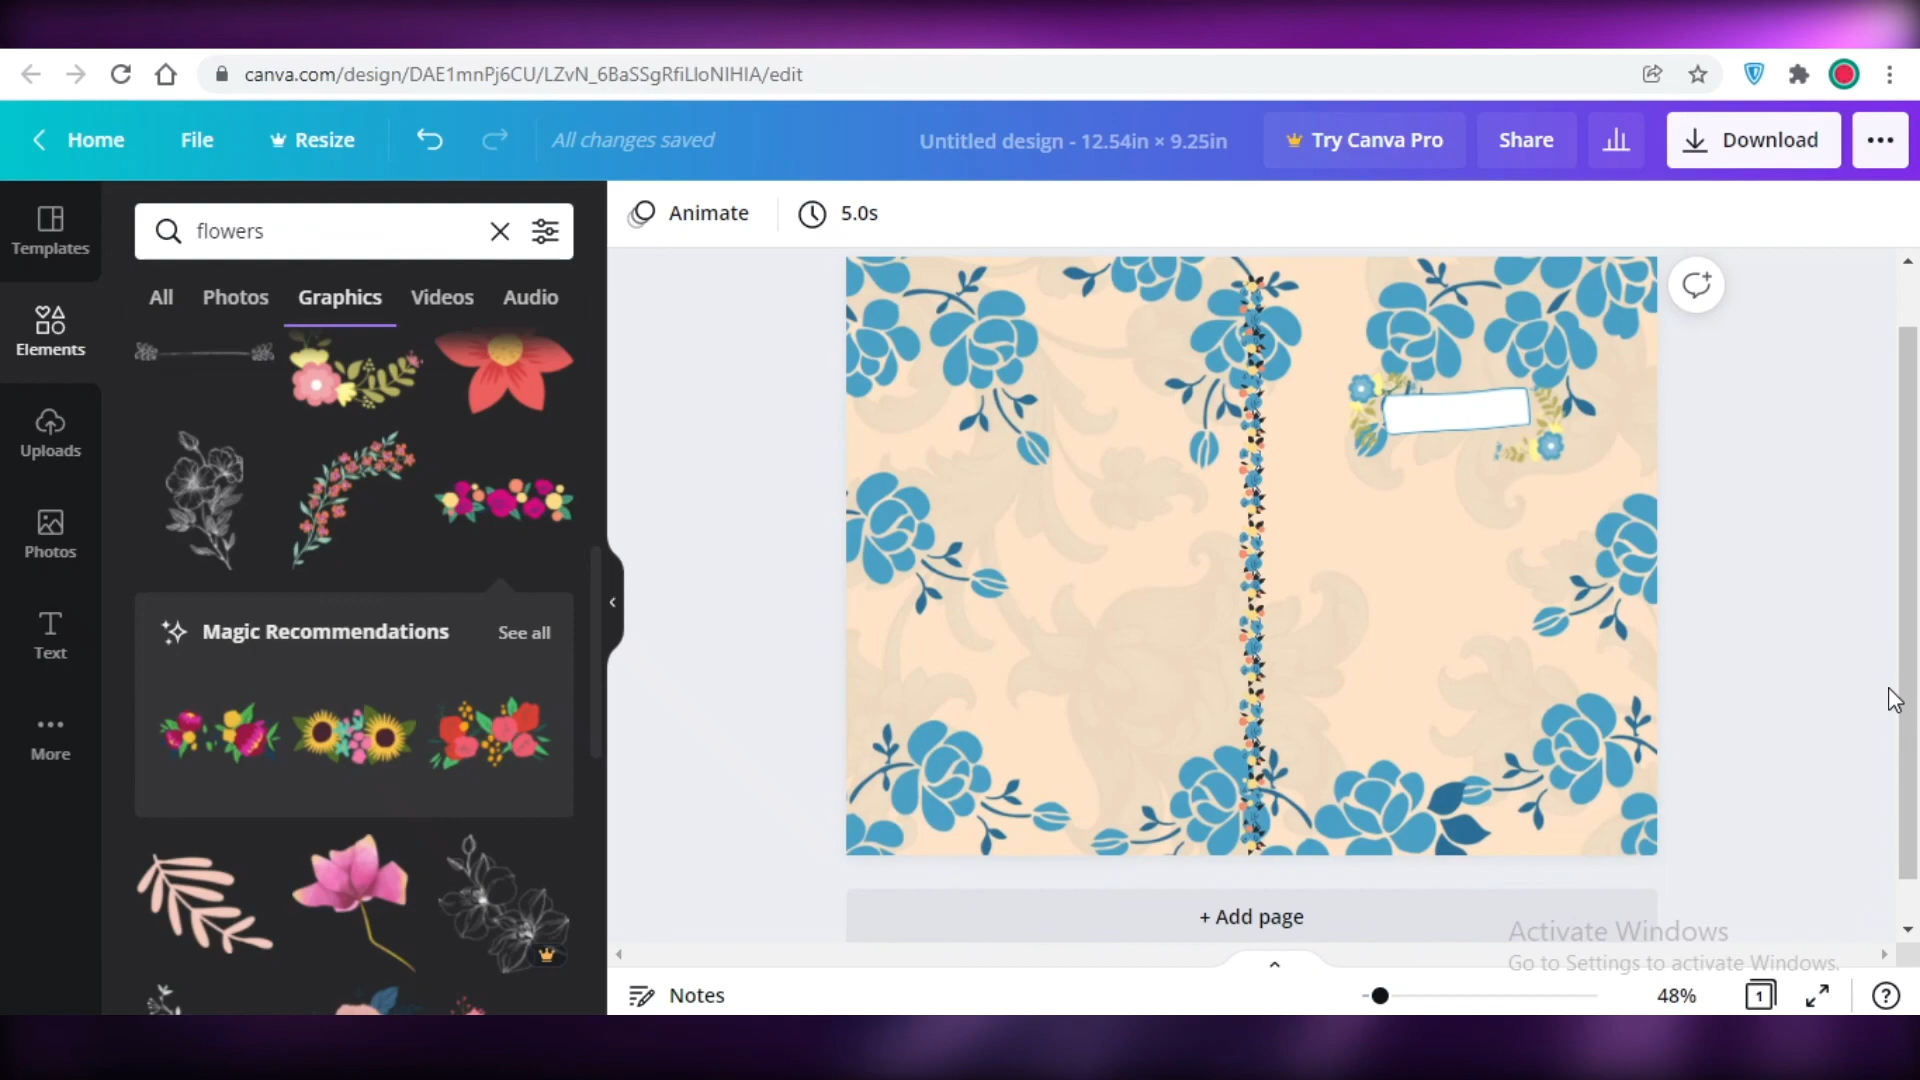 canva.com/design/DAE1mnPj6CU/LZvN_6BaSSgRfiLIoNIHIA/edit
Home File Resize All changes saved Untitled design - 12.54in × 9.25in Try Canva Pro Share Download
Templates
Elements
Uploads
Photos
Text
More
flowers
All Photos Graphics Videos Audio
Magic Recommendations See all
Animate 5.0s
+ Add page
Activate Windows
Go to Settings to activate Windows.
Notes 48% 1 ?